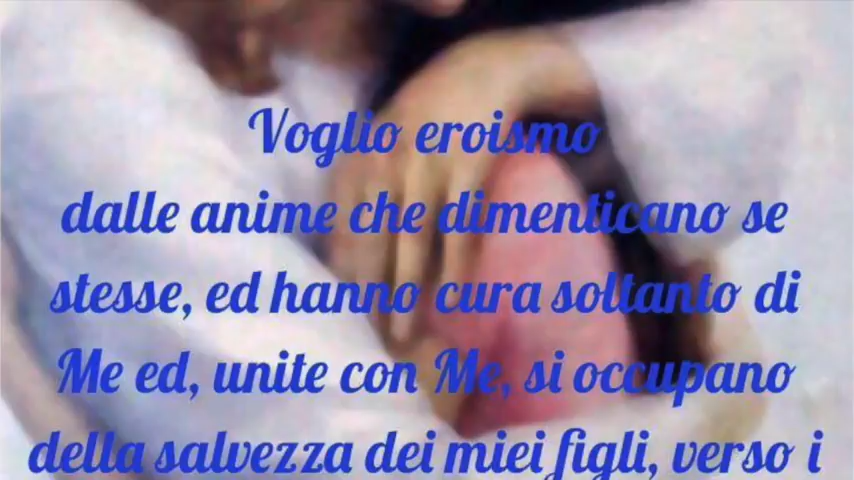 Voglio eroismo
dalle anime che dimenticano se
stesse, ed hanno cura soltanto di
Me ed, unite con Me, si occupano
della salvezza dei miei figli, verso i